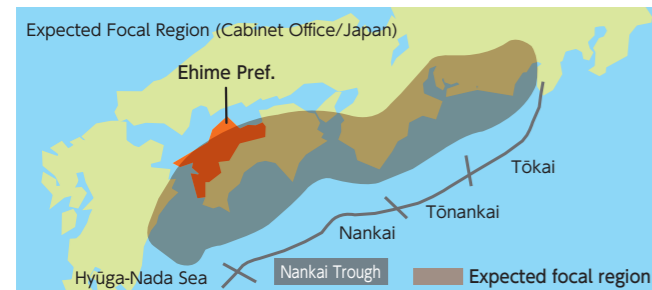 Expected Focal Region (Cabinet Office/Japan)
Ehime Pref.
Tōkai
Tōnankai
Nankai
Hyūga-Nada Sea
Nankai Trough
Expected focal region